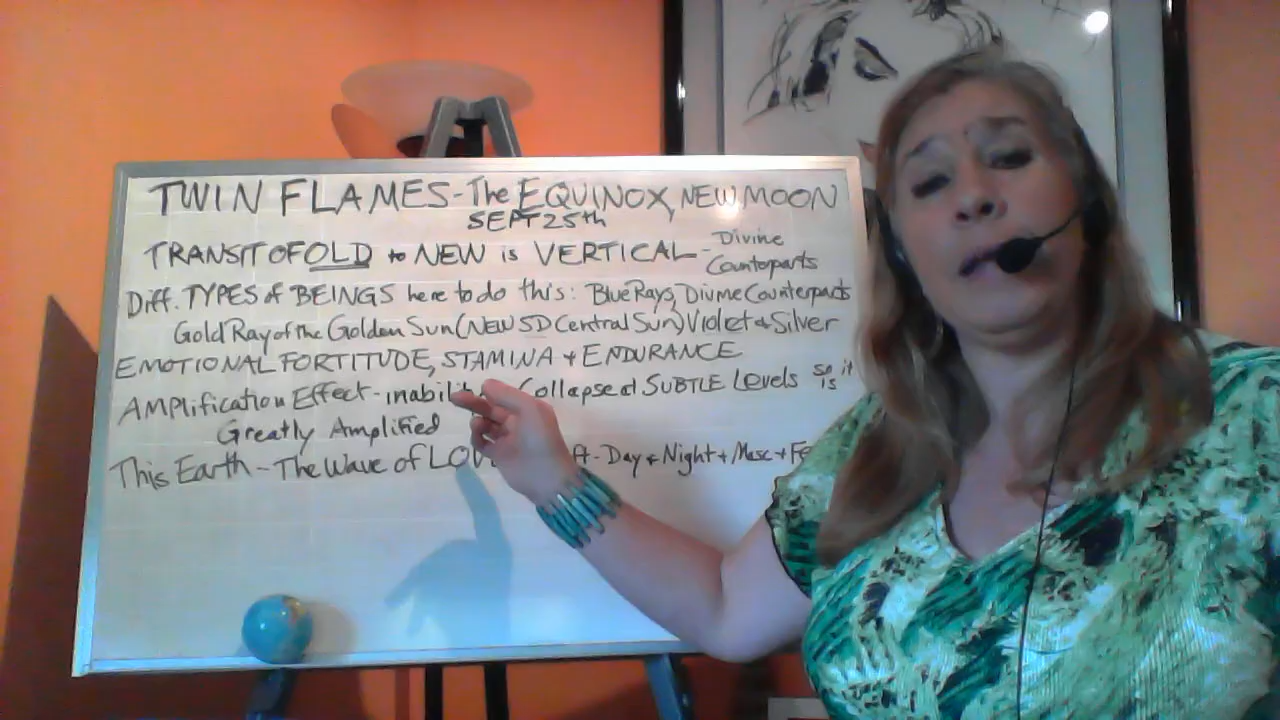 TWIN FLAMES - The EQUINOX, NEW MOON
SEPT 25th
TRANSIT OF OLD to NEW is VERTICAL - Divine
Counterparts
Diff. TYPES of BEINGS here to do this: Blue Rays, Divine Counterparts
Gold Ray of the Golden Sun (NEW 5D Central Sun) Violet + Silver
EMOTIONAL FORTITUDE, STAMINA + ENDURANCE
AMPlification Effect - Collapse at SUBTLE Levels so it
is
Greatly Amplified
This Earth - The Wave of - Day + Night + Masc +